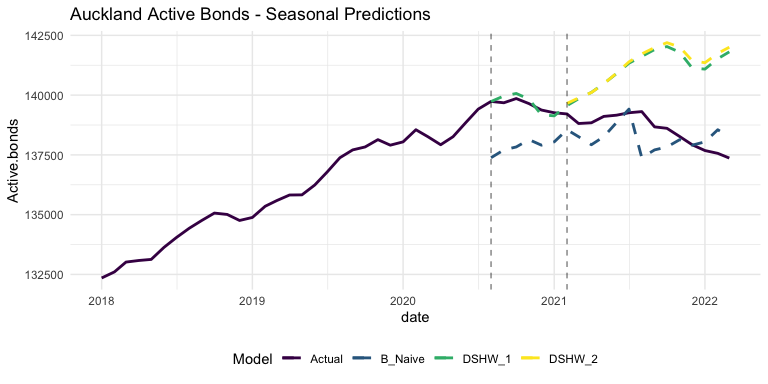 Auckland Active Bonds - Seasonal Predictions
Active.bonds
142500
140000
137500
135000
132500
2018 2019 2020 2021 2022
date
Model Actual B_Naive DSHW_1 DSHW_2